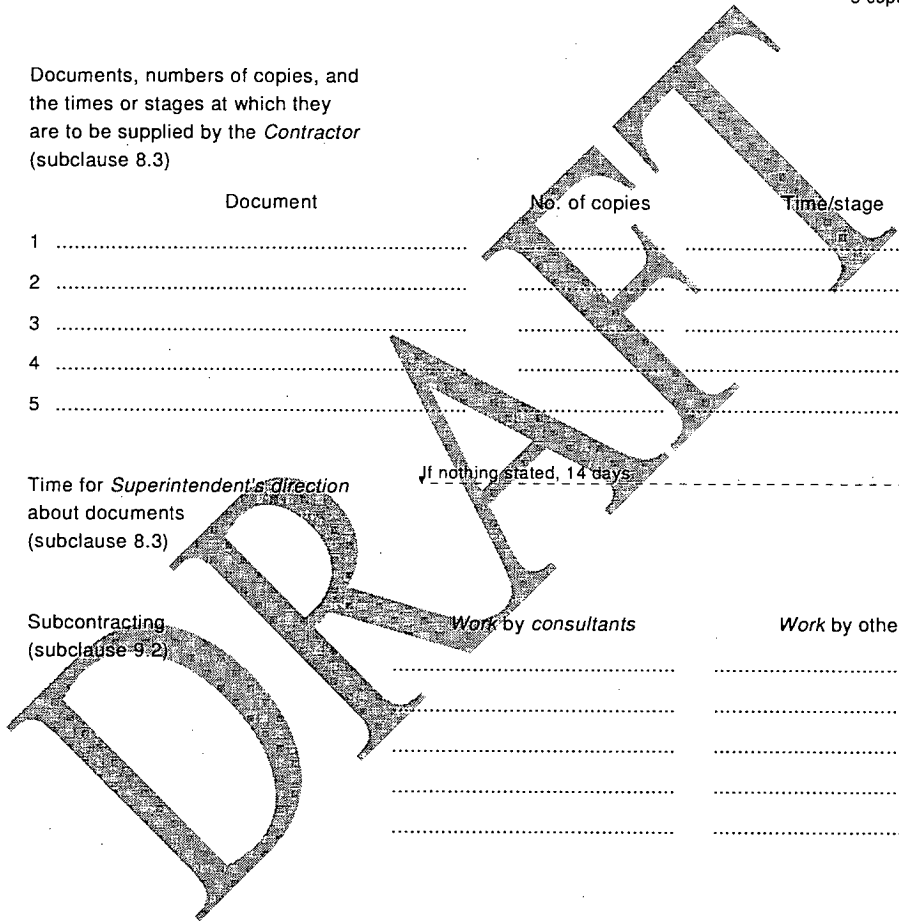 Documents, numbers of copies, and
the times or stages at which they
are to be supplied by the Contractor
(subclause 8.3)
Document No. of copies Time/stage
1 ........................................................................
2 ........................................................................
3 ........................................................................
4 ........................................................................
5 ........................................................................
Time for Superintendent's direction If nothing stated, 14 days
about documents
(subclause 8.3)
Subcontracting Work by consultants Work by
(subclause 9.2)
DRAFT